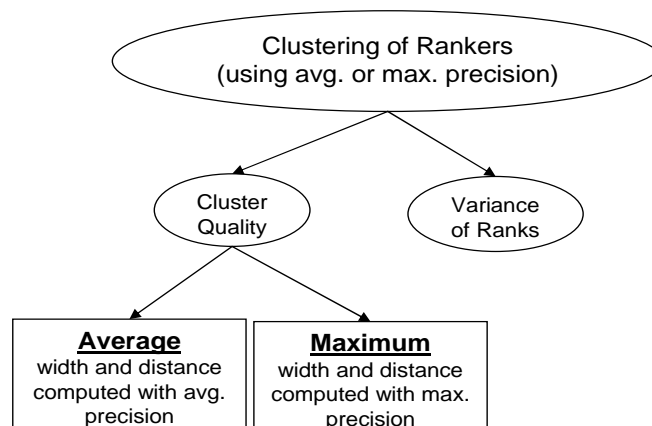 Clustering of Rankers
(using avg. or max. precision)
Cluster
Quality
Variance
of Ranks
Average
width and distance
computed with avg.
precision
Maximum
width and distance
computed with max.
precision